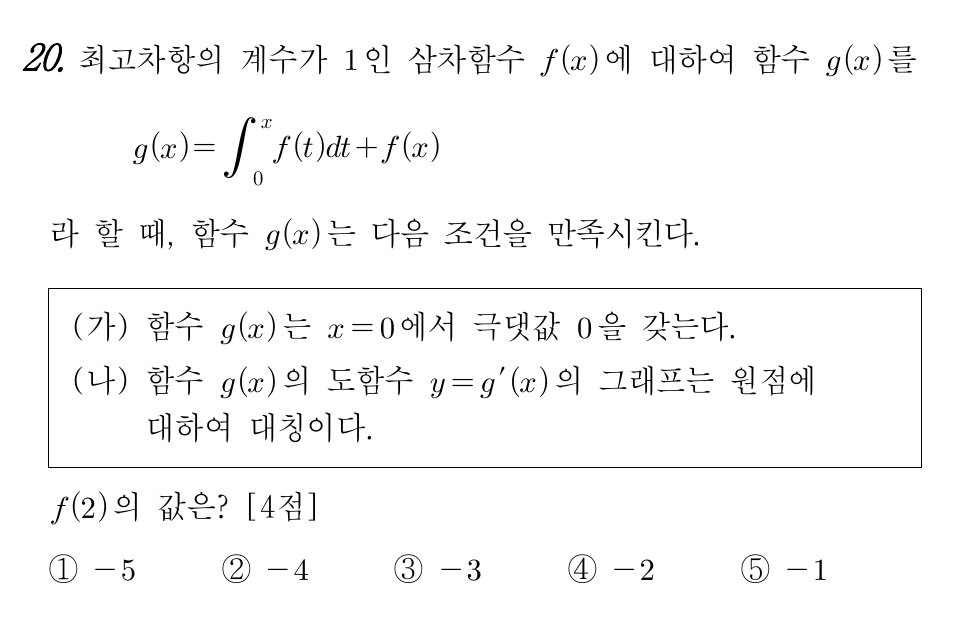 20. 최고차항의 계수가 1인 삼차함수 f(x)에 대하여 함수 g(x)를
g(x)=∫₀ˣ f(t)dt+f(x)
라 할 때, 함수 g(x)는 다음 조건을 만족시킨다.
(가) 함수 g(x)는 x=0에서 극댓값 0을 갖는다.
(나) 함수 g(x)의 도함수 y=g′(x)의 그래프는 원점에
대하여 대칭이다.
f(2)의 값은? [4점]
① -5 ② -4 ③ -3 ④ -2 ⑤ -1